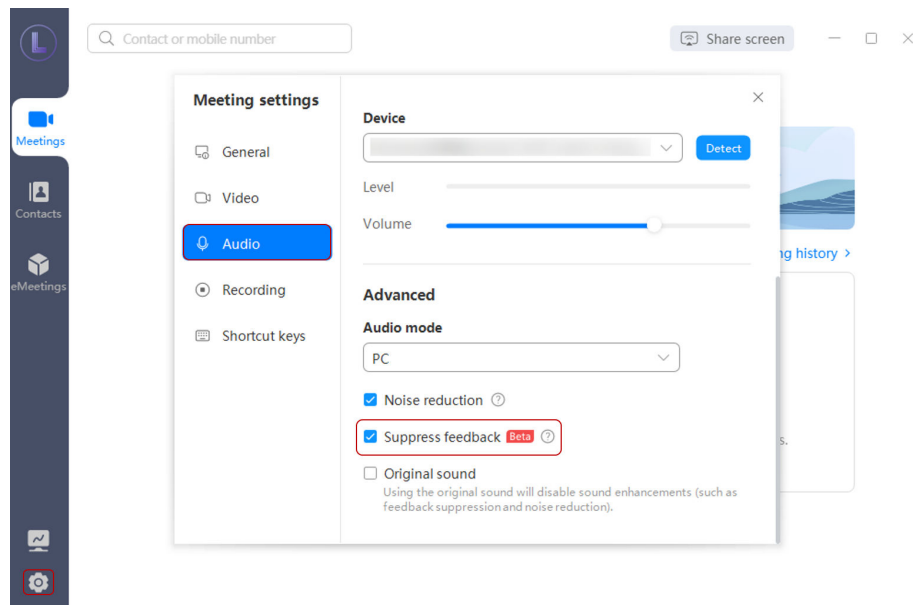 L
Contact or mobile number
Share screen
Meetings
Contacts
eMeetings
Meeting settings
General
Video
Audio
Recording
Shortcut keys
Device
Detect
Level
Volume
Advanced
Audio mode
PC
Noise reduction ?
Suppress feedback Beta ?
Original sound
Using the original sound will disable sound enhancements (such as
feedback suppression and noise reduction).
ng history >
s.